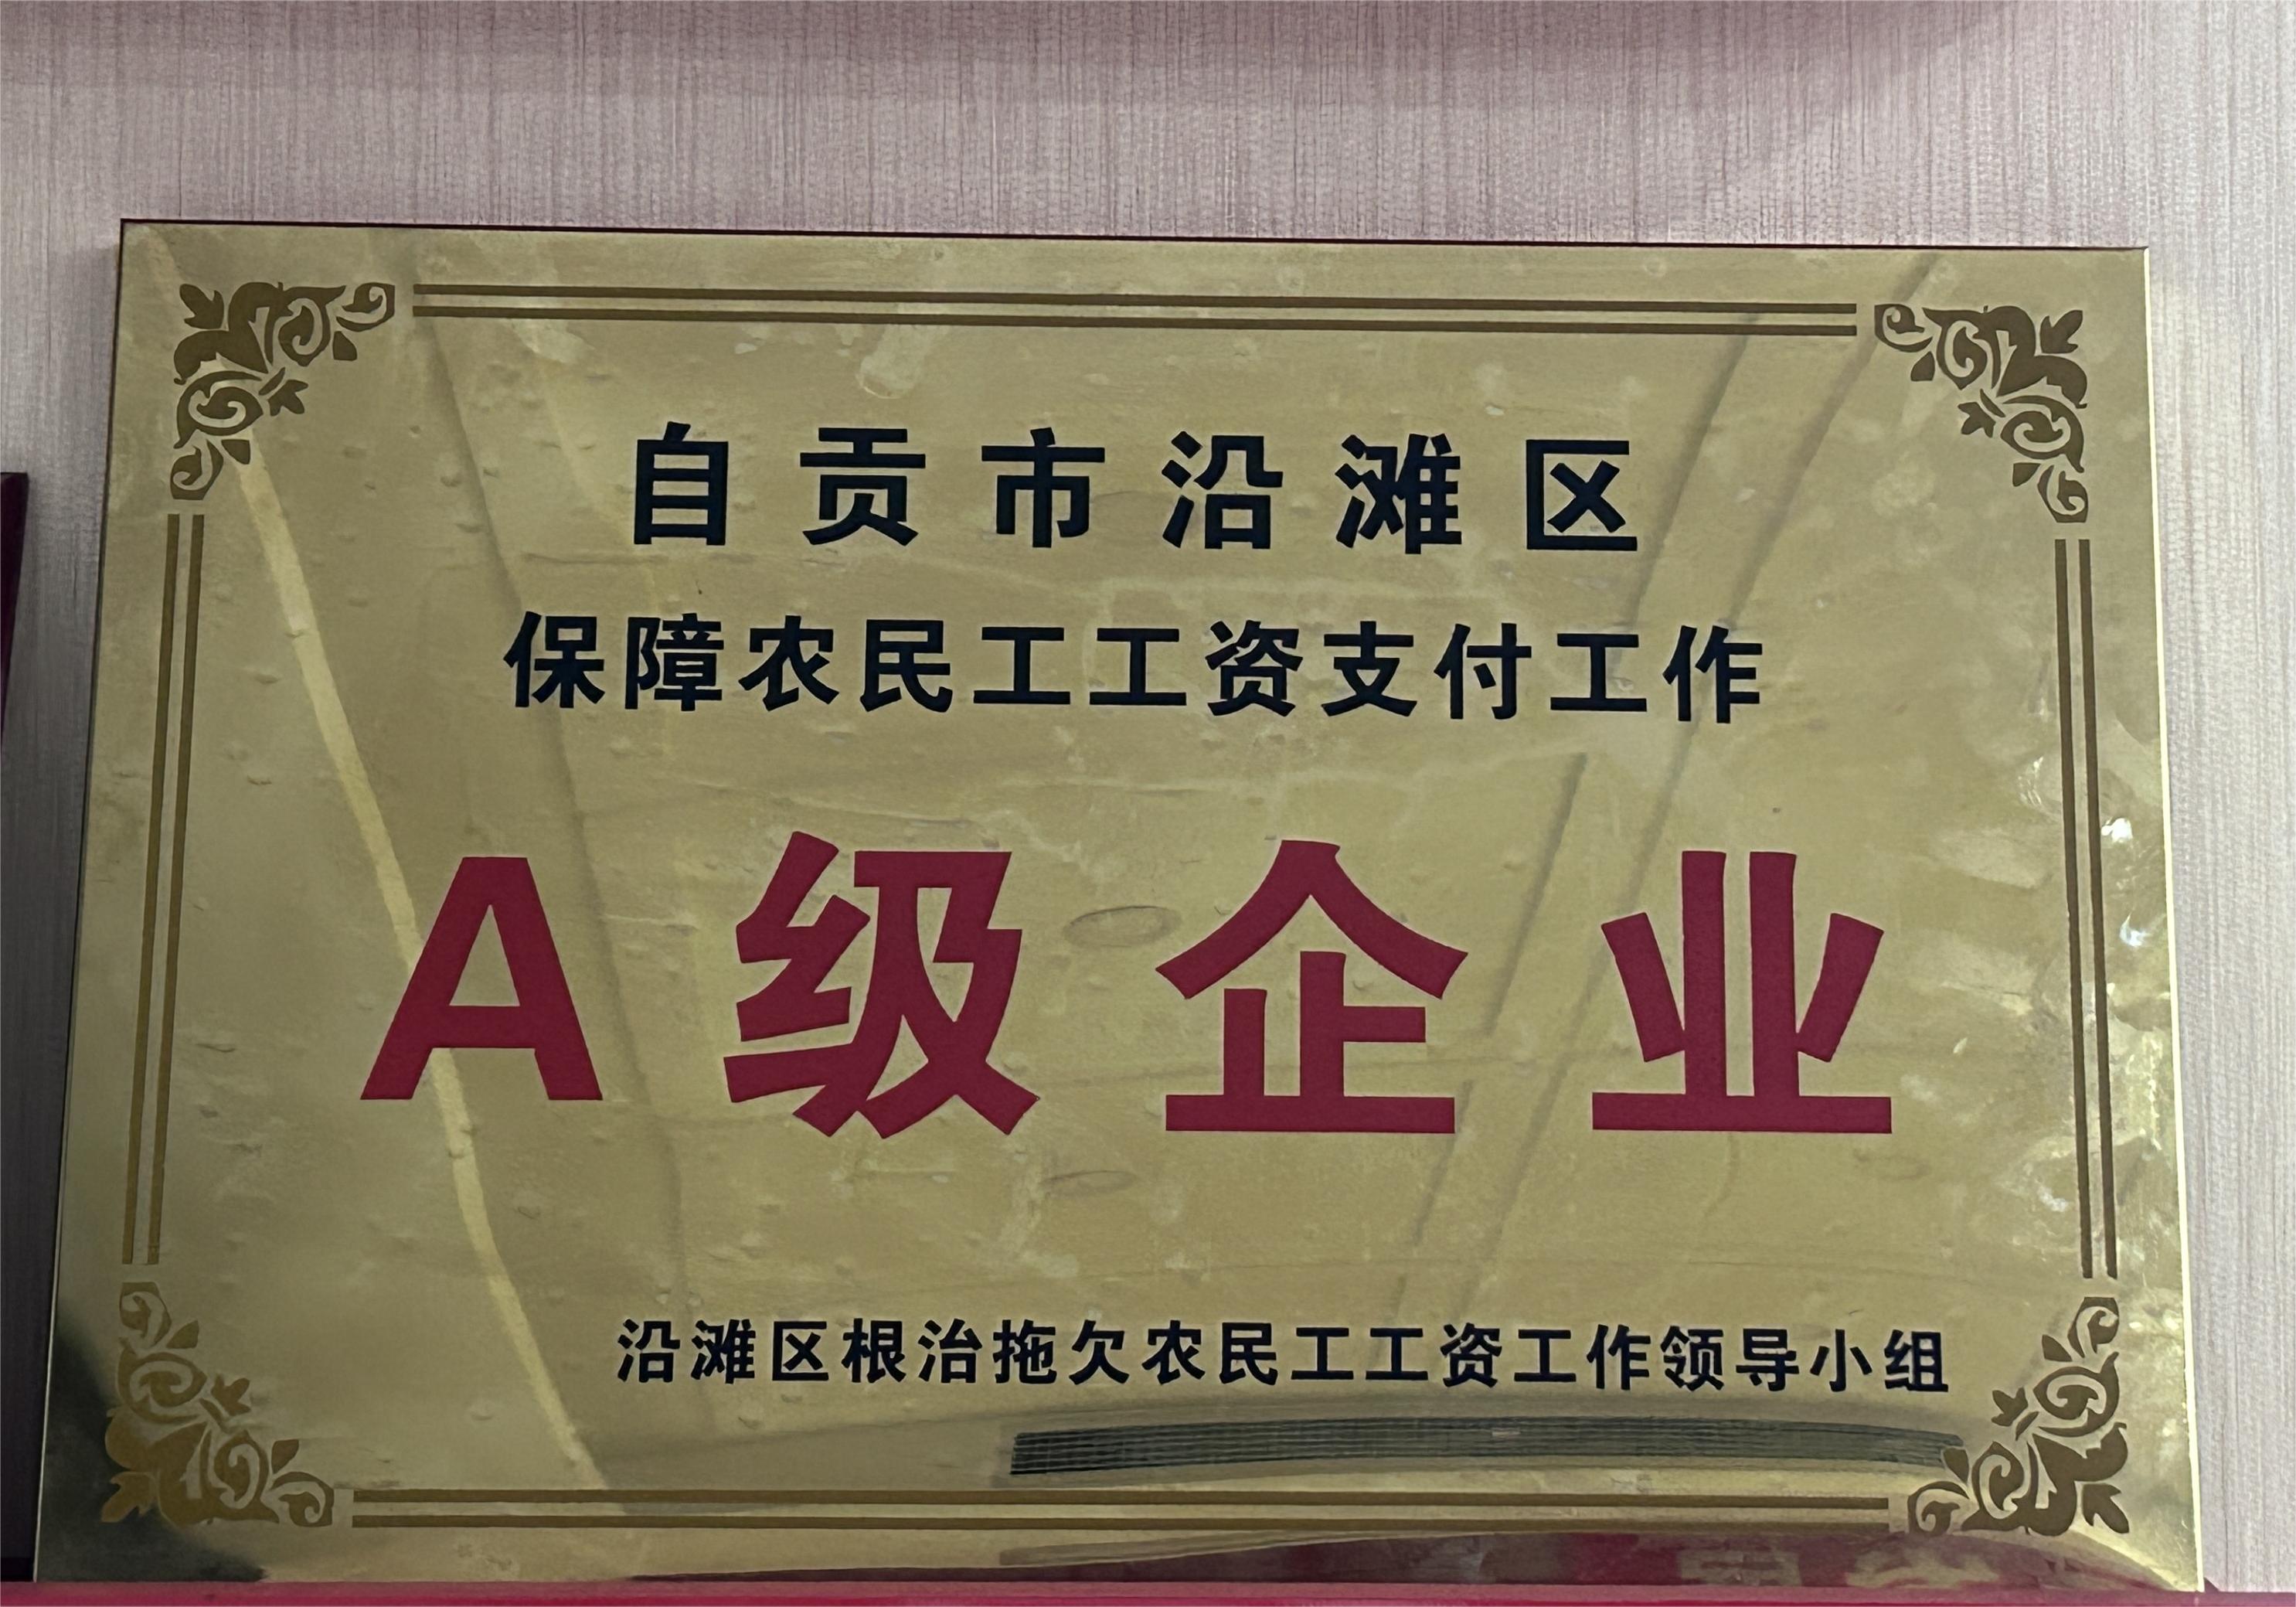 自贡市沿滩区
保障农民工工资支付工作
A级企业
沿滩区根治拖欠农民工工资工作领导小组